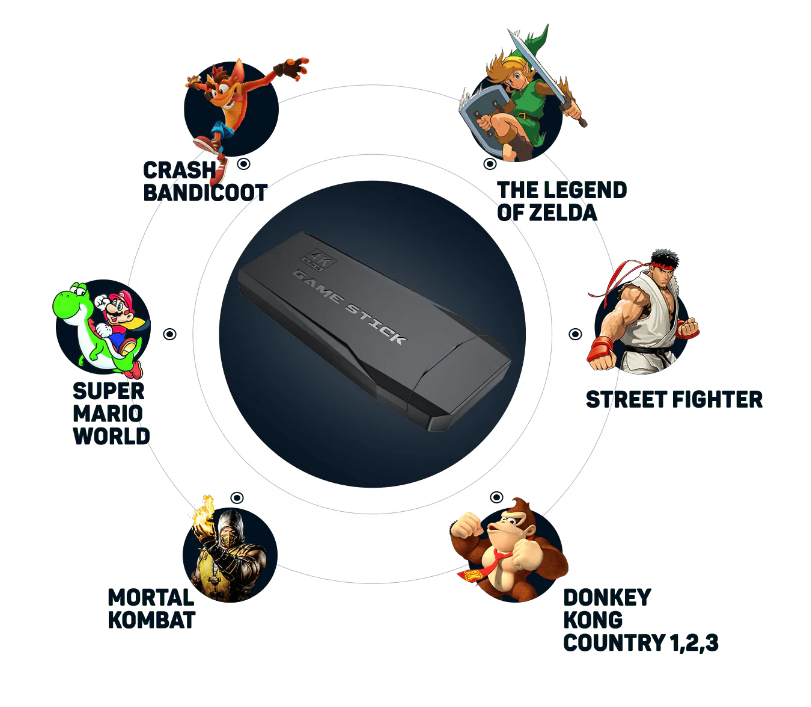 CRASH
BANDICOOT
THE LEGEND
OF ZELDA
4K
GAME STICK
SUPER
MARIO
WORLD
STREET FIGHTER
MORTAL
KOMBAT
DONKEY
KONG
COUNTRY 1,2,3